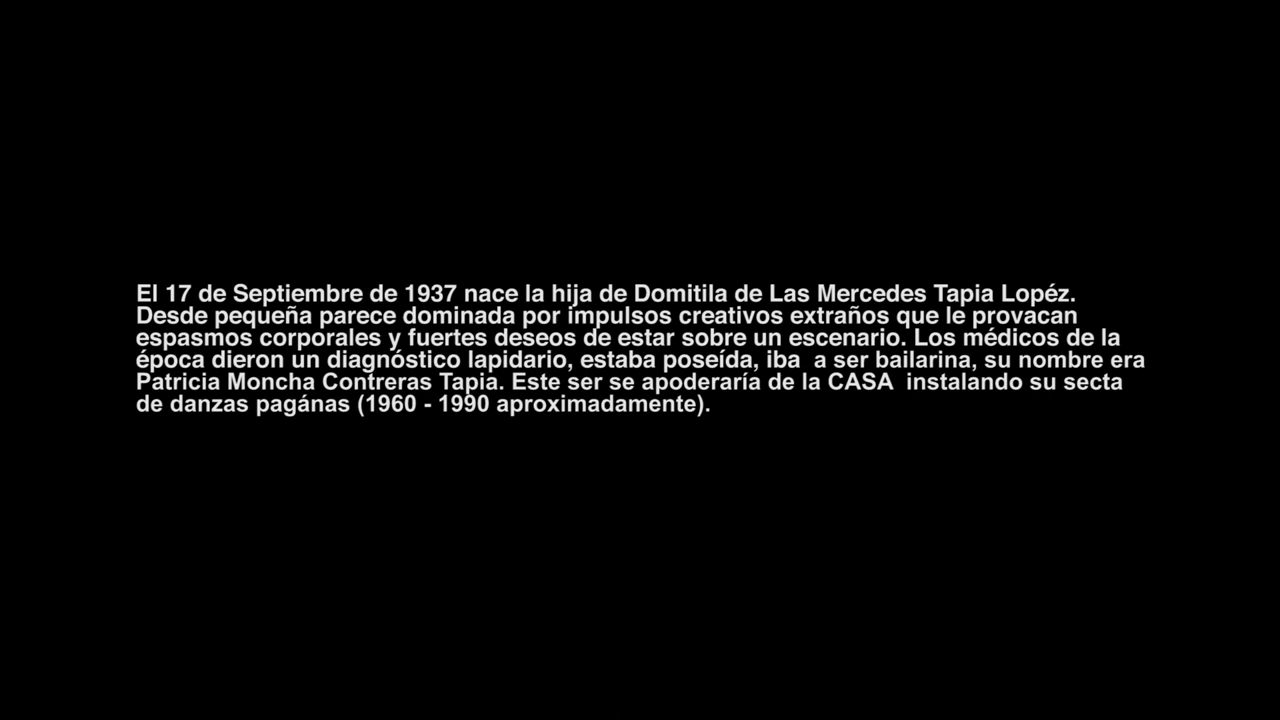 El 17 de Septiembre de 1937 nace la hija de Domitila de Las Mercedes Tapia Lopéz.
Desde pequeña parece dominada por impulsos creativos extraños que le provacan
espasmos corporales y fuertes deseos de estar sobre un escenario. Los médicos de la
época dieron un diagnóstico lapidario, estaba poseída, iba  a ser bailarina, su nombre era
Patricia Moncha Contreras Tapia. Este ser se apoderaría de la CASA  instalando su secta
de danzas pagánas (1960 - 1990 aproximadamente).